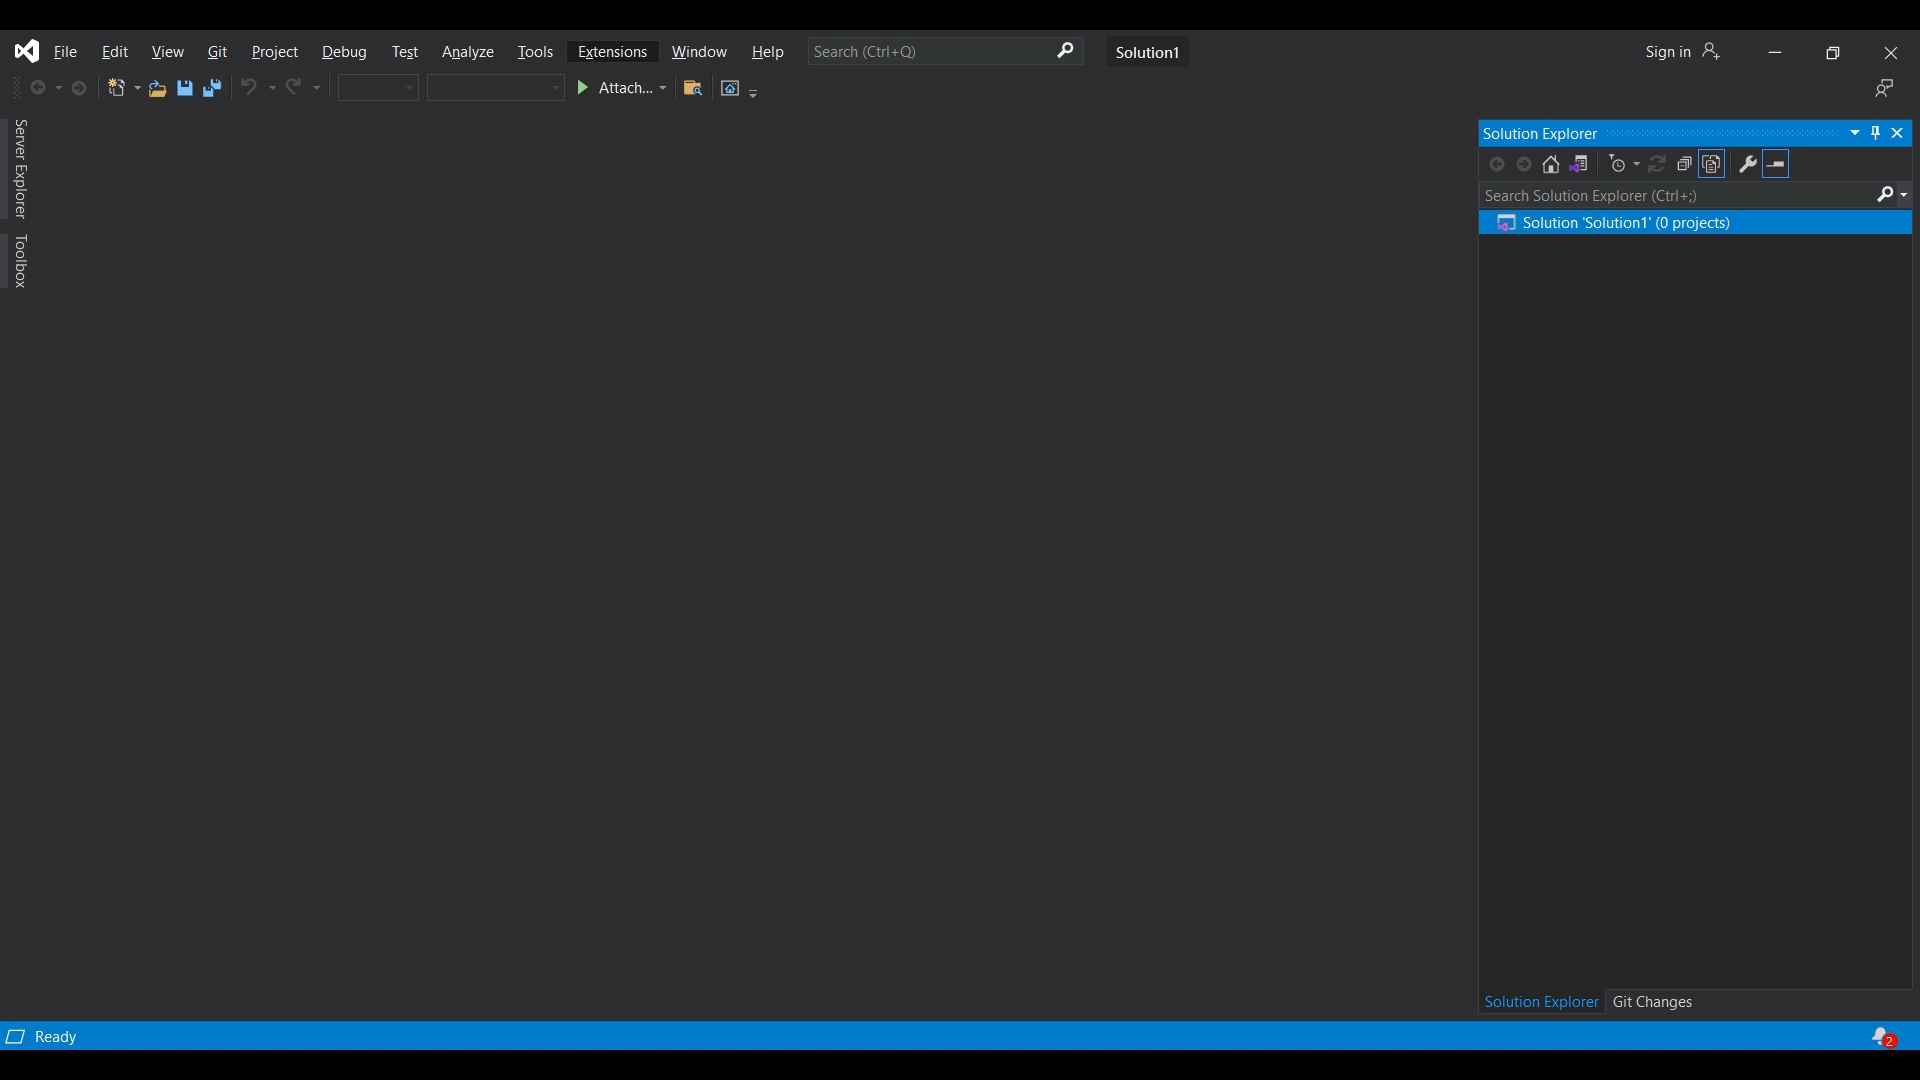 File Edit View Git Project Debug Test Analyze Tools Extensions Window Help Search (Ctrl+Q) Solution1 Sign in
Attach...
Server Explorer
Toolbox
Solution Explorer
Search Solution Explorer (Ctrl+;)
Solution 'Solution1' (0 projects)
Solution Explorer Git Changes
Ready 2